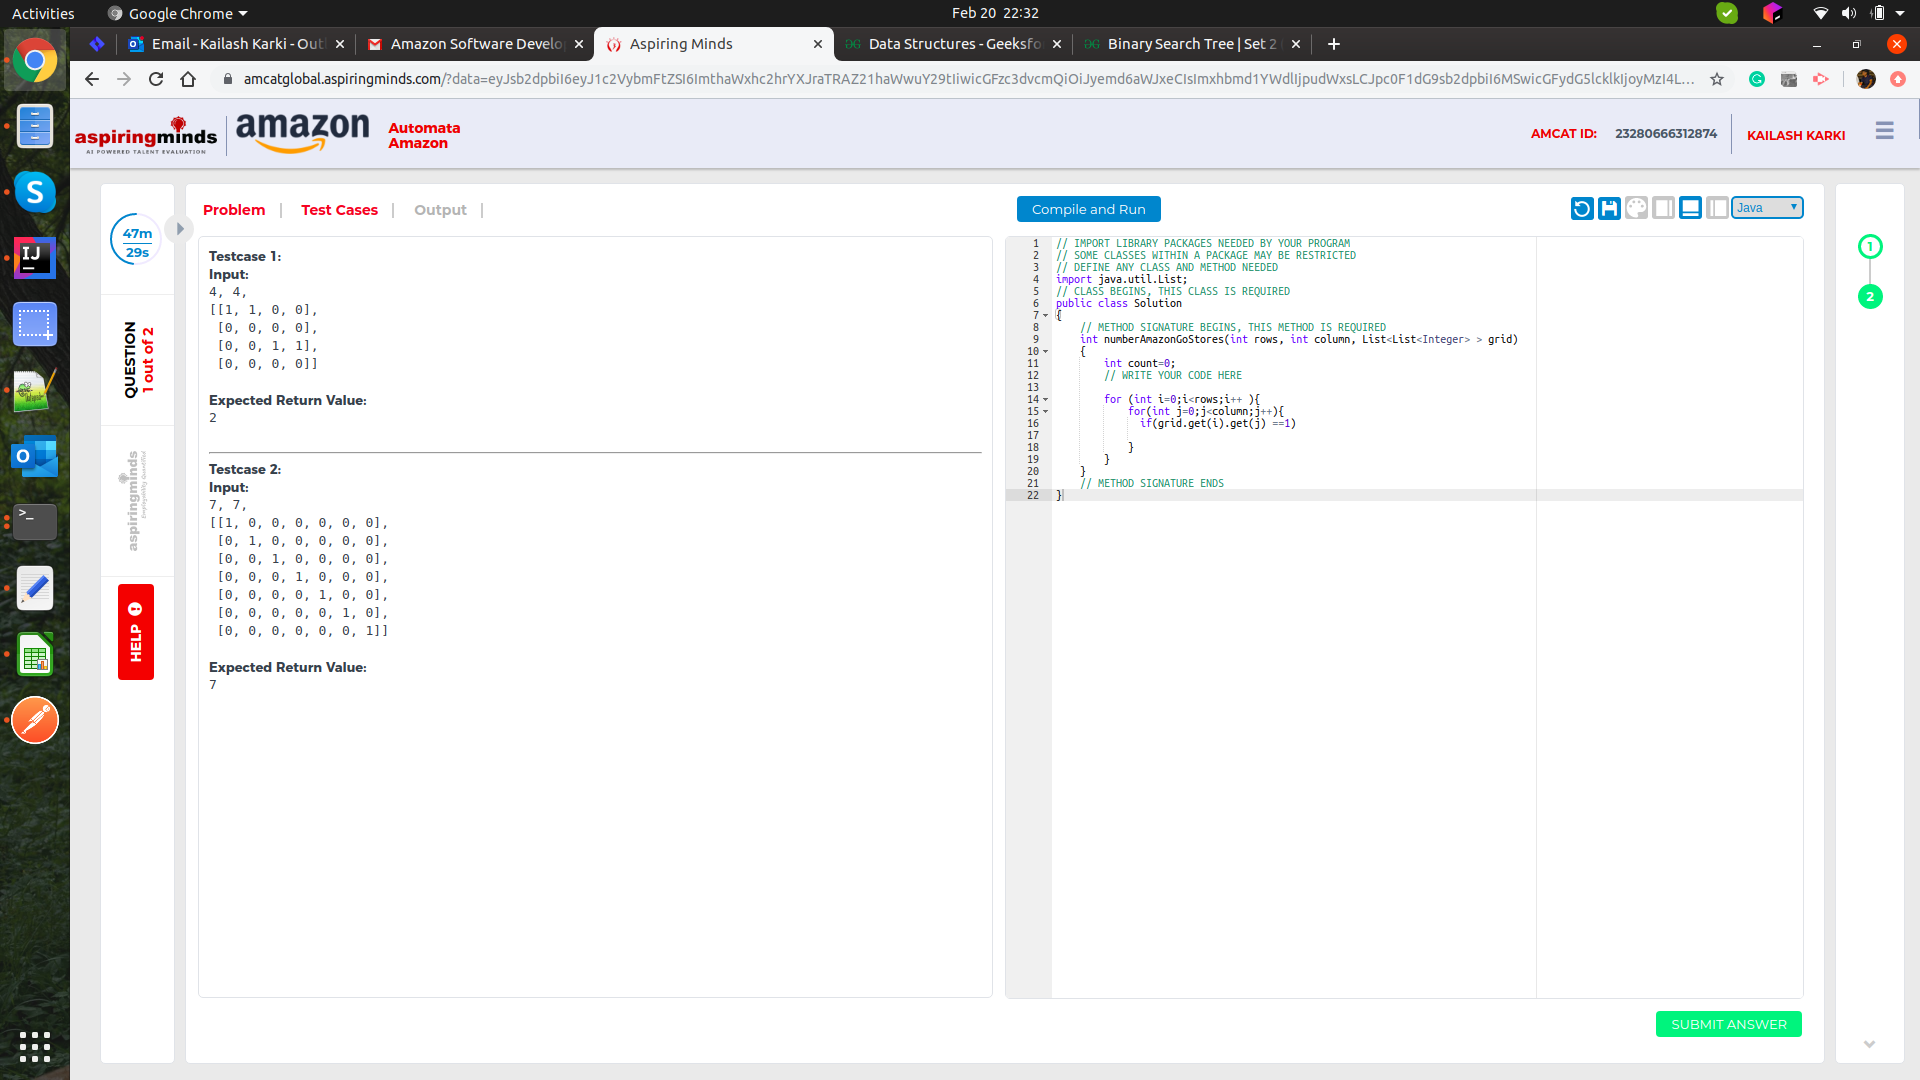 Activities
Google Chrome
Feb 20 22:32
Email - Kailash Karki - Out
Amazon Software Develo
Aspiring Minds
Data Structures - Geeksfo
Binary Search Tree | Set 2
aspiringminds
AI POWERED TALENT EVALUATION
amazon
Automata
Amazon
AMCAT ID: 23280666312874
KAILASH KARKI
47m
29s
QUESTION
1 out of 2
aspiringminds
Employability Quantified
HELP
Problem | Test Cases | Output |
Compile and Run
Java
Testcase 1:
Input:
4, 4,
[[1, 1, 0, 0],
[0, 0, 0, 0],
[0, 0, 1, 1],
[0, 0, 0, 0]]
Expected Return Value:
2
Testcase 2:
Input:
7, 7,
[[1, 0, 0, 0, 0, 0, 0],
[0, 1, 0, 0, 0, 0, 0],
[0, 0, 1, 0, 0, 0, 0],
[0, 0, 0, 1, 0, 0, 0],
[0, 0, 0, 0, 1, 0, 0],
[0, 0, 0, 0, 0, 1, 0],
[0, 0, 0, 0, 0, 0, 1]]
Expected Return Value:
7
1 // IMPORT LIBRARY PACKAGES NEEDED BY YOUR PROGRAM
2 // SOME CLASSES WITHIN A PACKAGE MAY BE RESTRICTED
3 // DEFINE ANY CLASS AND METHOD NEEDED
4 import java.util.List;
5 // CLASS BEGINS, THIS CLASS IS REQUIRED
6 public class Solution
7 {
8 // METHOD SIGNATURE BEGINS, THIS METHOD IS REQUIRED
9 int numberAmazonGoStores(int rows, int column, List<List<Integer> > grid)
10 {
11 int count=0;
12 // WRITE YOUR CODE HERE
13
14 for (int i=0;i<rows;i++ ){
15 for(int j=0;j<column;j++){
16 if(grid.get(i).get(j) ==1)
17
18 }
19 }
20 }
21 // METHOD SIGNATURE ENDS
22 }
1
2
SUBMIT ANSWER